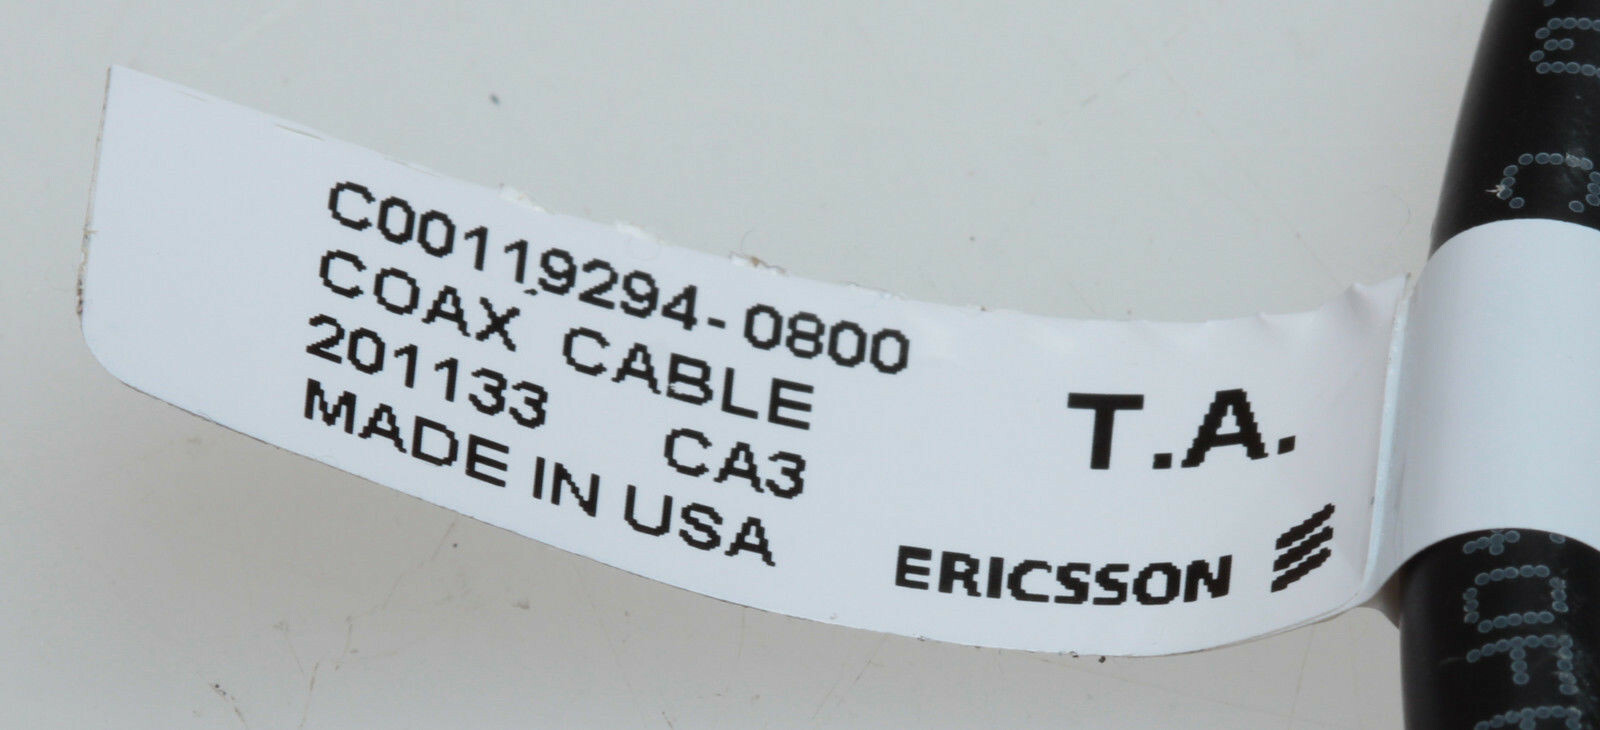 C00119294-0800
COAX CABLE
201133 CA3
MADE IN USA
T.A.
ERICSSON